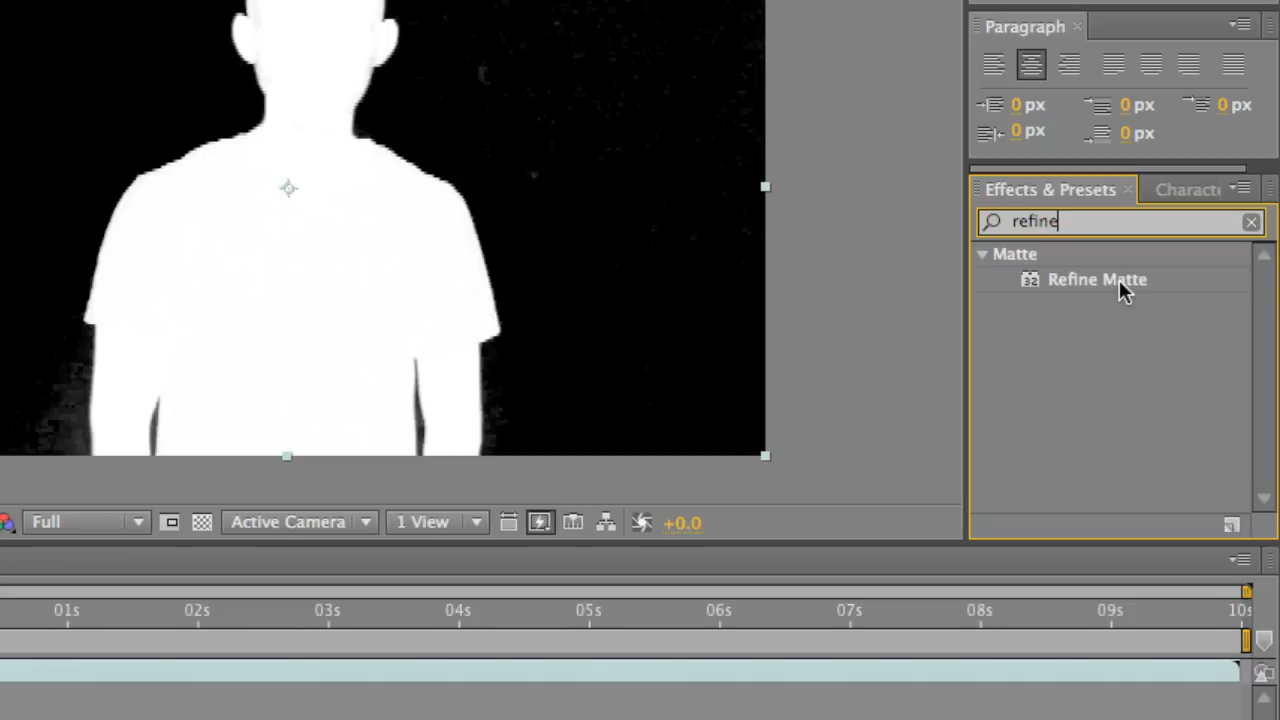 Paragraph
0 px 0 px 0 px
0 px 0 px
Effects & Presets Charact
refine
Matte
32 Refine Matte
Full Active Camera 1 View +0.0
01s 02s 03s 04s 05s 06s 07s 08s 09s 10s